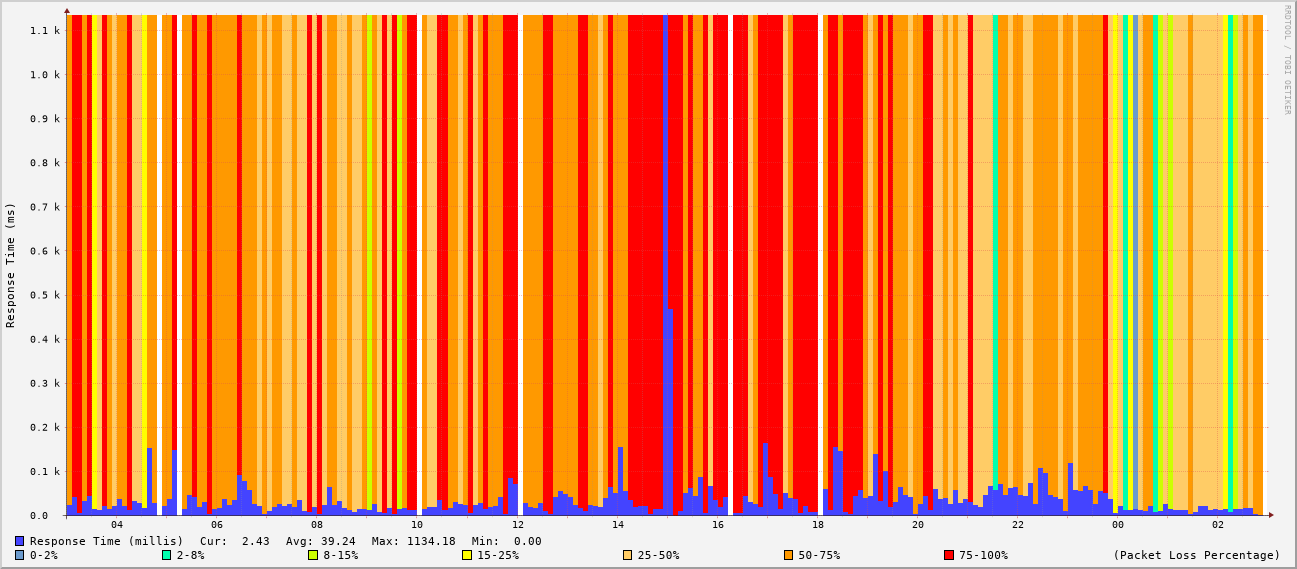 RRDTOOL / TOBI OETIKER
Response Time (ms)
1.1 k
1.0 k
0.9 k
0.8 k
0.7 k
0.6 k
0.5 k
0.4 k
0.3 k
0.2 k
0.1 k
0.0
04 06 08 10 12 14 16 18 20 22 00 02
Response Time (millis) Cur: 2.43 Avg: 39.24 Max: 1134.18 Min: 0.00
0-2% 2-8% 8-15% 15-25% 25-50% 50-75% 75-100% (Packet Loss Percentage)